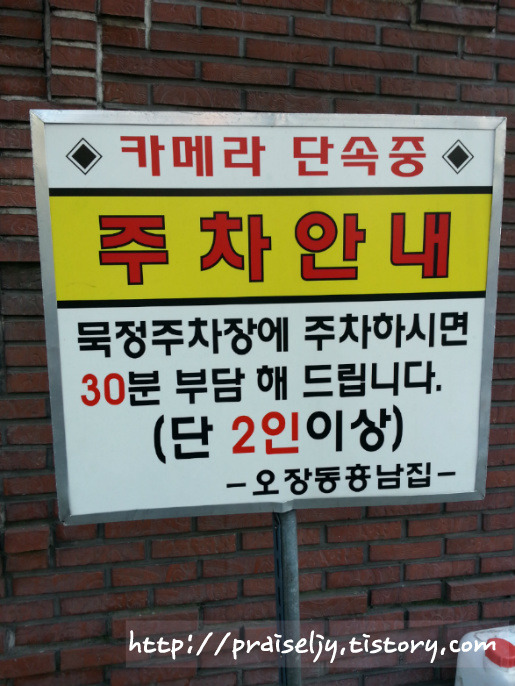 카메라 단속중
주차안내
묵정주차장에 주차하시면
30분 부담 해 드립니다.
(단 2인이상)
-오장동흥남집-
http://praiseljy.tistory.com